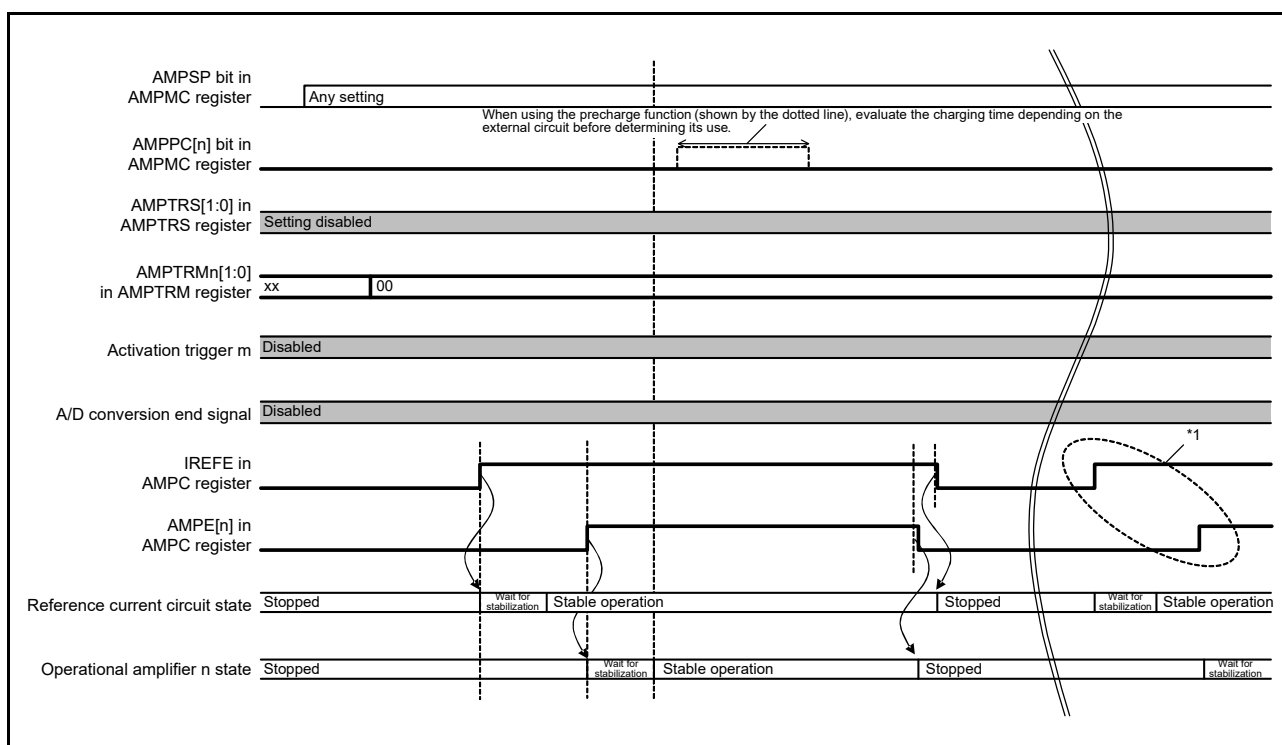 AMPSP bit in
AMPMC register
Any setting
When using the precharge function (shown by the dotted line), evaluate the charging time depending on the
external circuit before determining its use.
AMPPC[n] bit in
AMPMC register
AMPTRS[1:0] in
AMPTRS register
Setting disabled
AMPTRMn[1:0]
in AMPTRM register
xx
00
Activation trigger m
Disabled
A/D conversion end signal
Disabled
*1
IREFE in
AMPC register
AMPE[n] in
AMPC register
Reference current circuit state
Stopped
Wait for
stabilization
Stable operation
Stopped
Wait for
stabilization
Stable operation
Operational amplifier n state
Stopped
Wait for
stabilization
Stable operation
Stopped
Wait for
stabilization